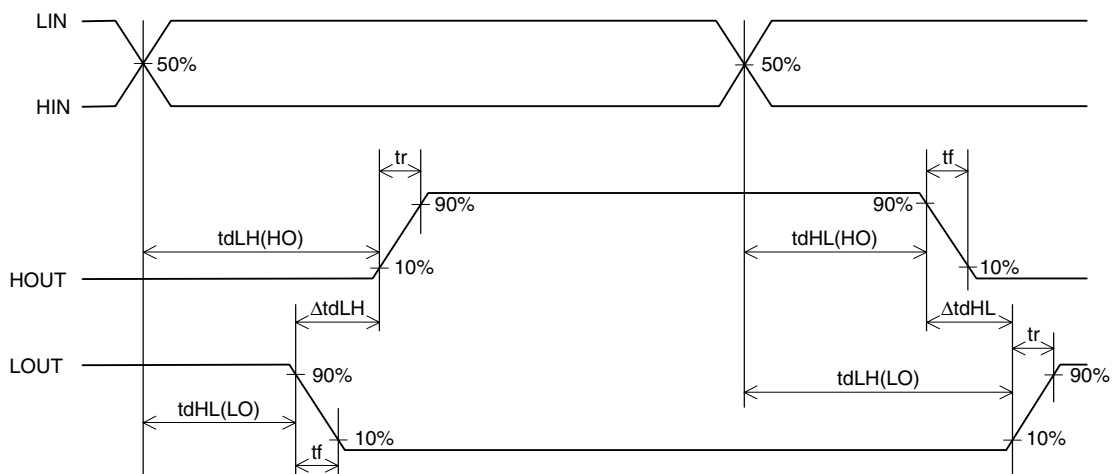 LIN
50% 50%
HIN
tr tf
90% 90%
tdLH(HO) tdHL(HO)
10% 10%
HOUT
ΔtdLH ΔtdHL
tr
LOUT
90% tdLH(LO) 90%
tdHL(LO)
10% 10%
tf